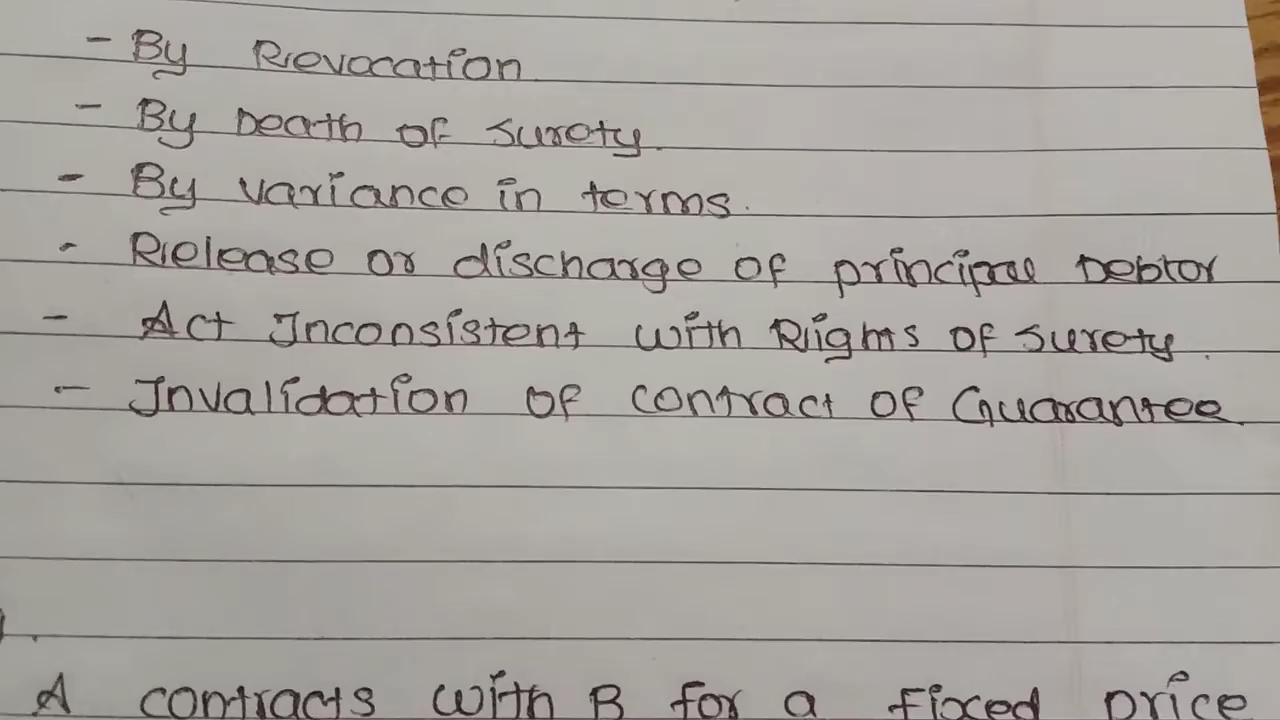 - By Revocation
- By Death of surety.
- By variance in terms.
- Release or discharge of principal Debtor
- Act Inconsistent with Rights of surety.
- Invalidation of contract of Guarantee
A contracts with B for a fixed price